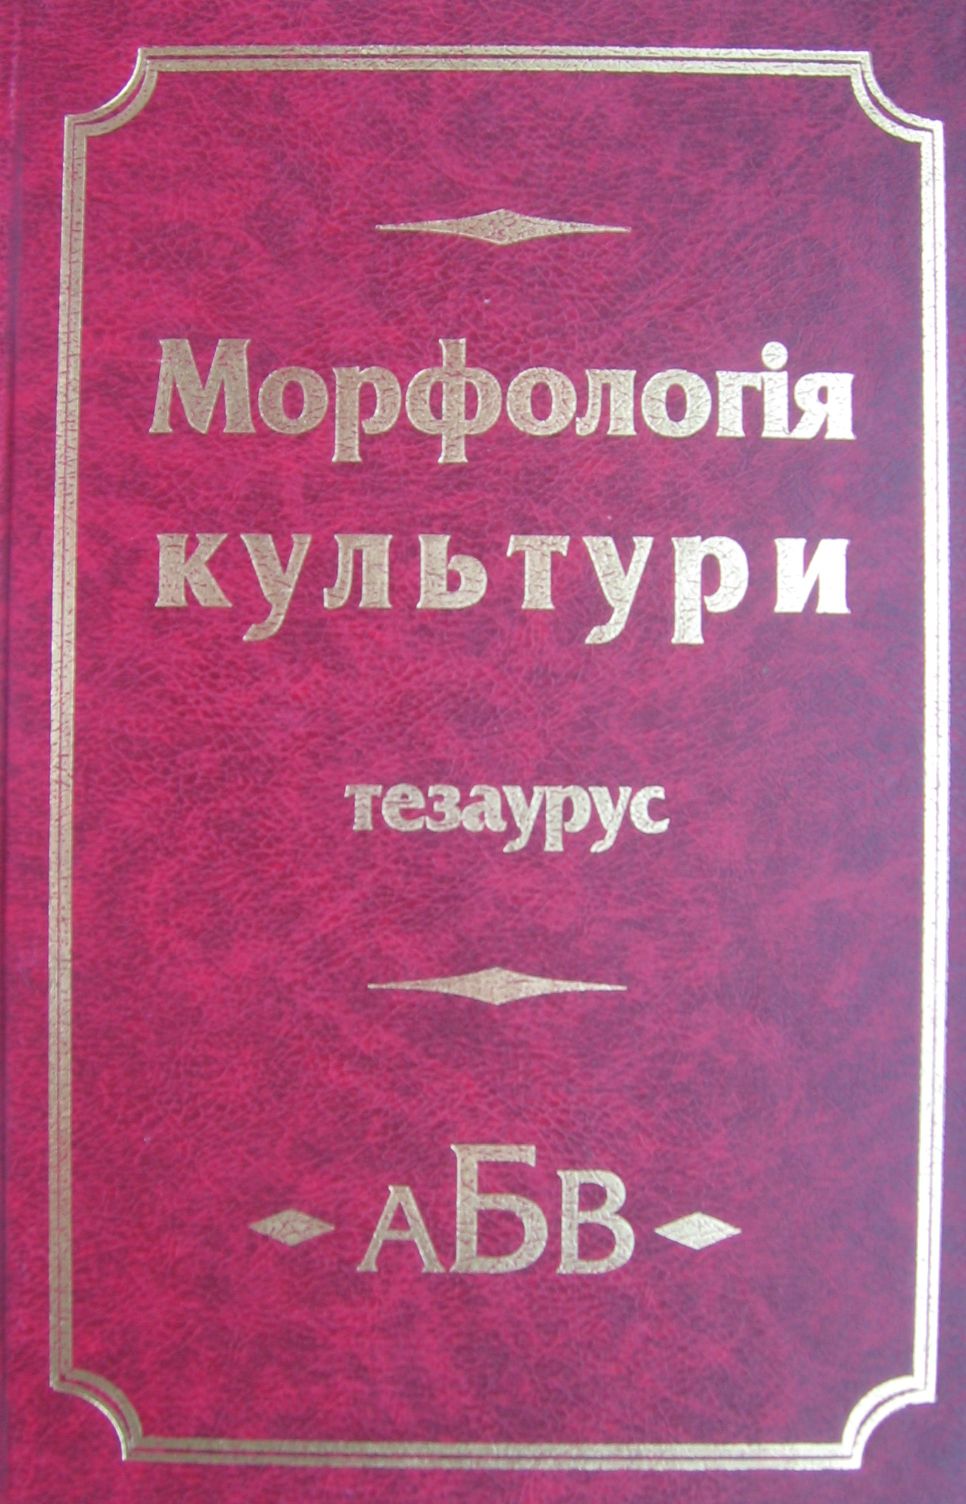 Морфологія
культури
тезаурус
АБВ